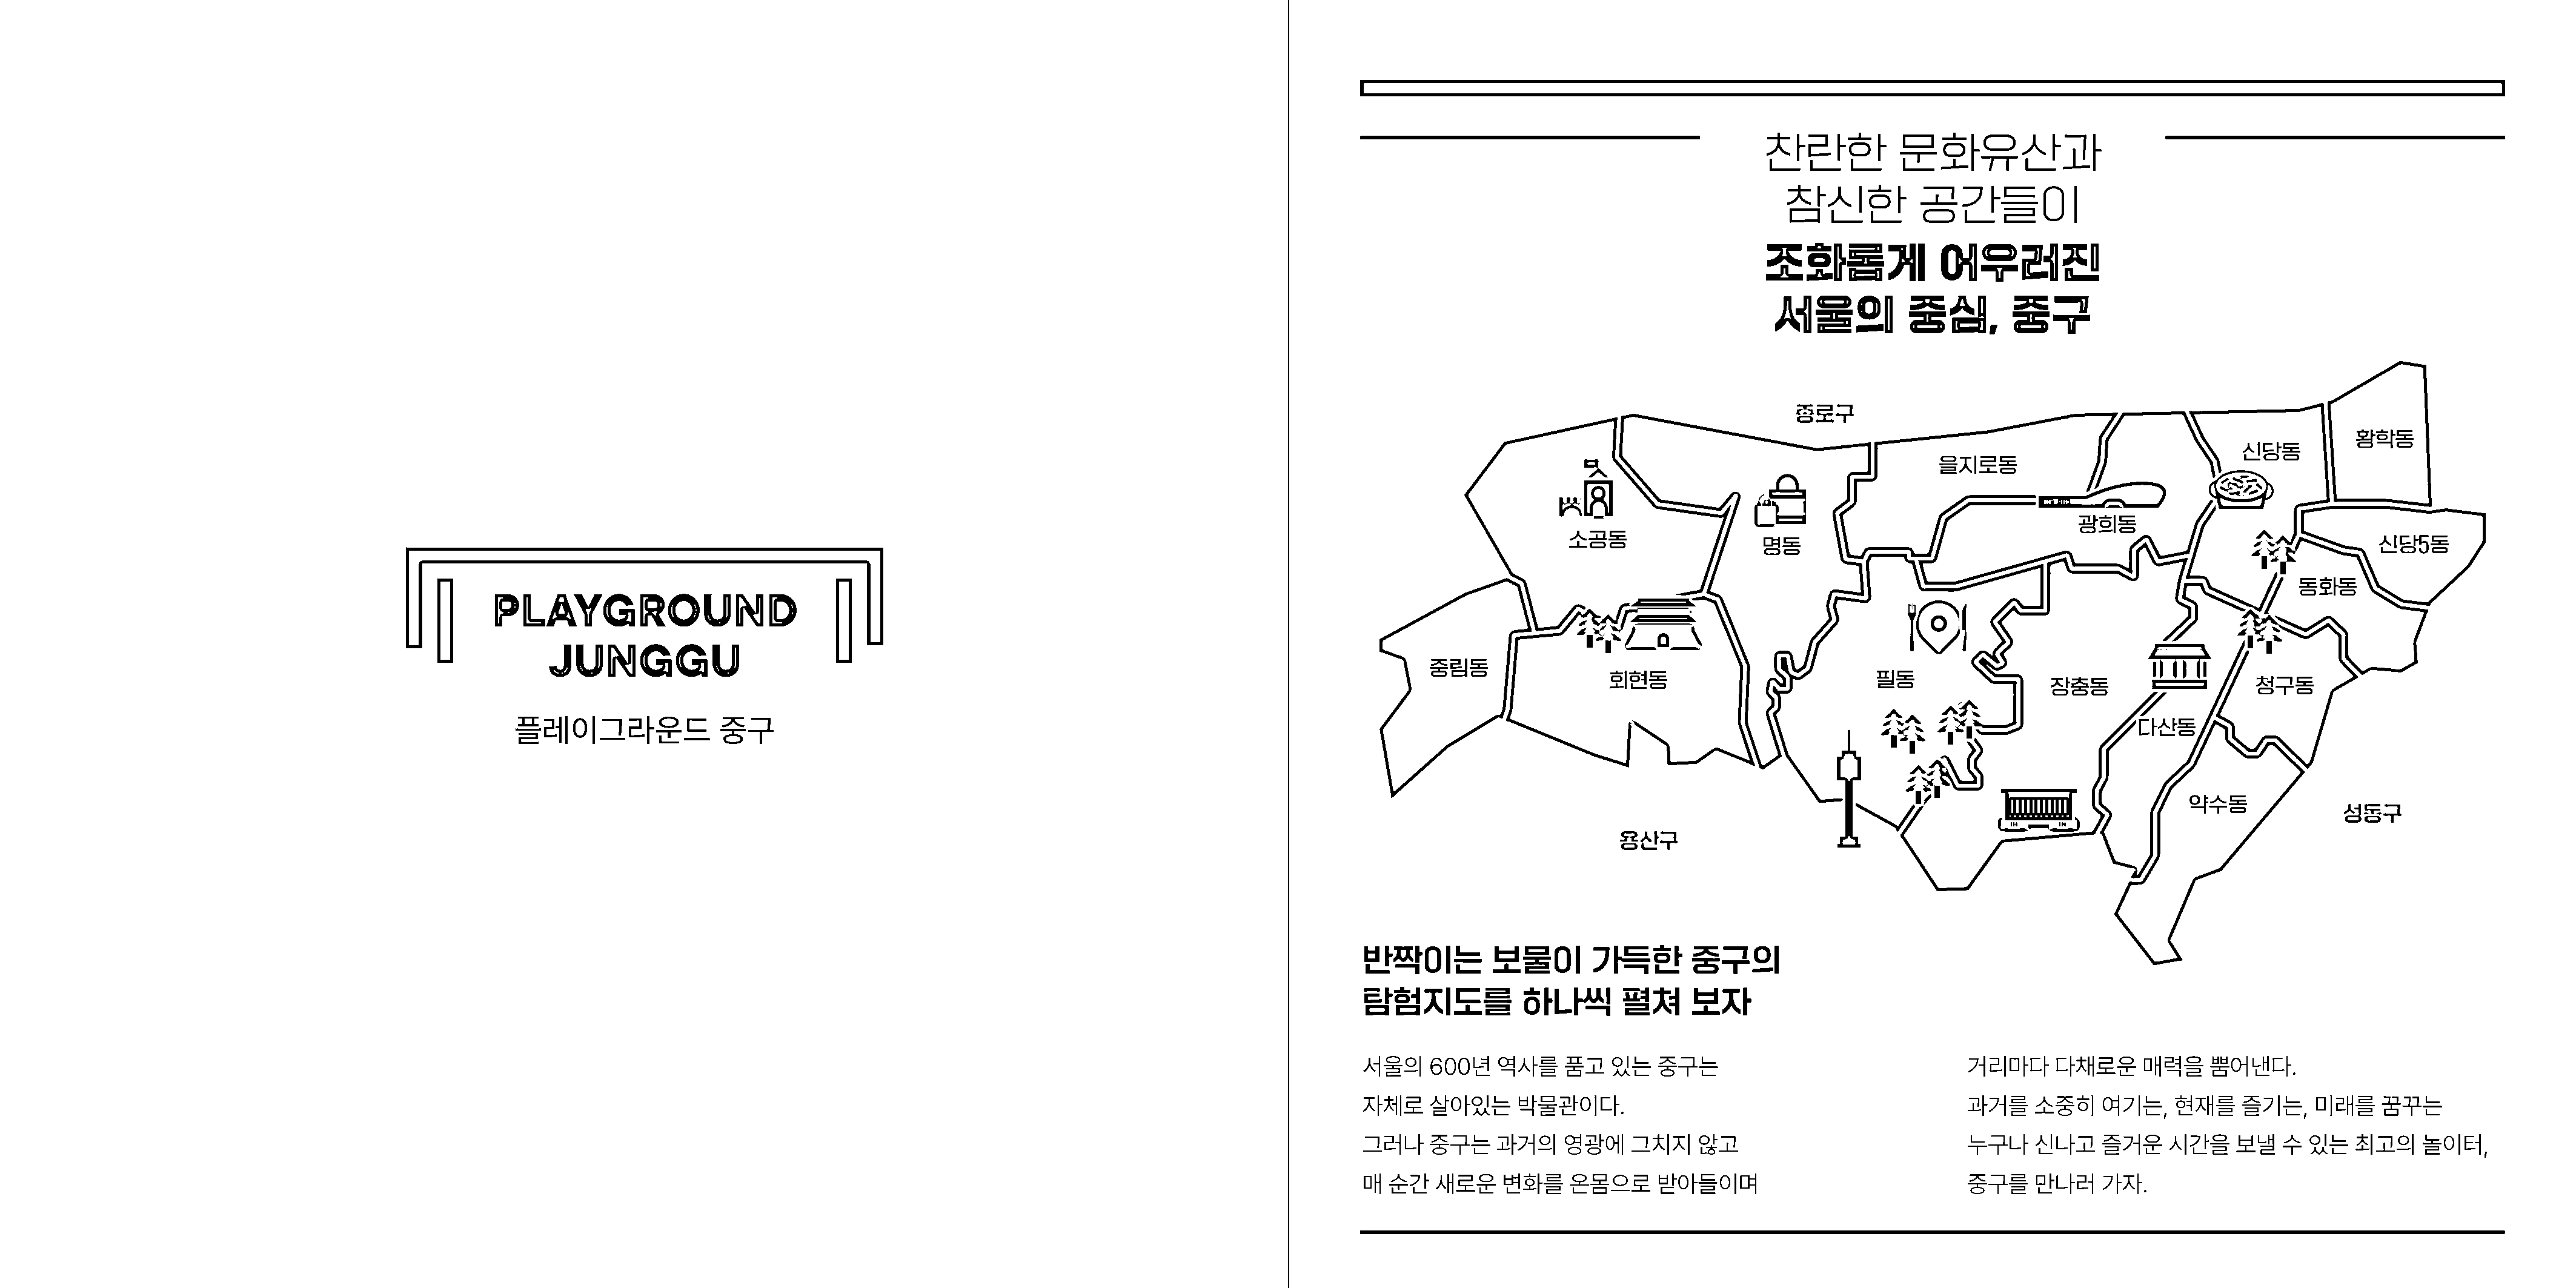 PLAYGROUND
JUNGGU
플레이그라운드 중구
찬란한 문화유산과
참신한 공간들이
조화롭게 어우러진
서울의 중심, 중구
종로구
황학동
신당동
을지로동
광희동
소공동
명동
신당5동
동화동
중림동
회현동
필동
장충동
청구동
다산동
약수동
성동구
용산구
반짝이는 보물이 가득한 중구의
탐험지도를 하나씩 펼쳐 보자
서울의 600년 역사를 품고 있는 중구는
자체로 살아있는 박물관이다.
그러나 중구는 과거의 영광에 그치지 않고
매 순간 새로운 변화를 온몸으로 받아들이며
거리마다 다채로운 매력을 뿜어낸다.
과거를 소중히 여기는, 현재를 즐기는, 미래를 꿈꾸는
누구나 신나고 즐거운 시간을 보낼 수 있는 최고의 놀이터,
중구를 만나러 가자.